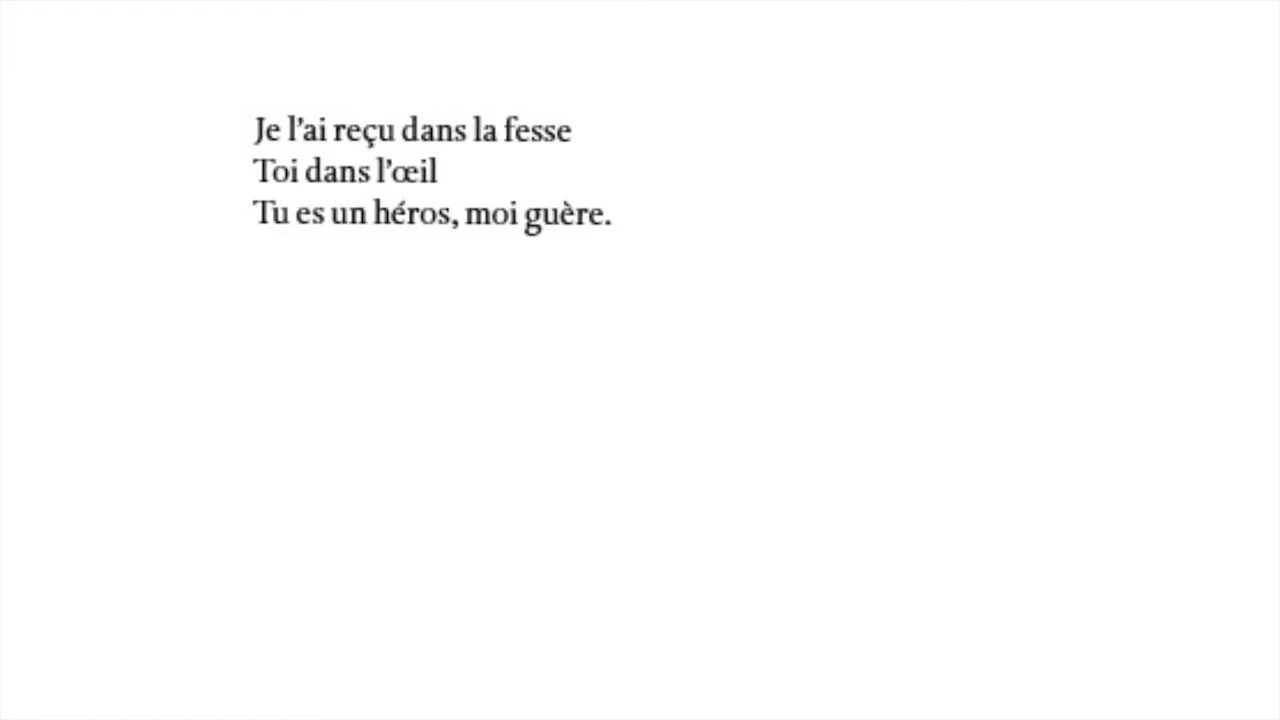 Je l’ai reçu dans la fesse
Toi dans l’œil
Tu es un héros, moi guère.